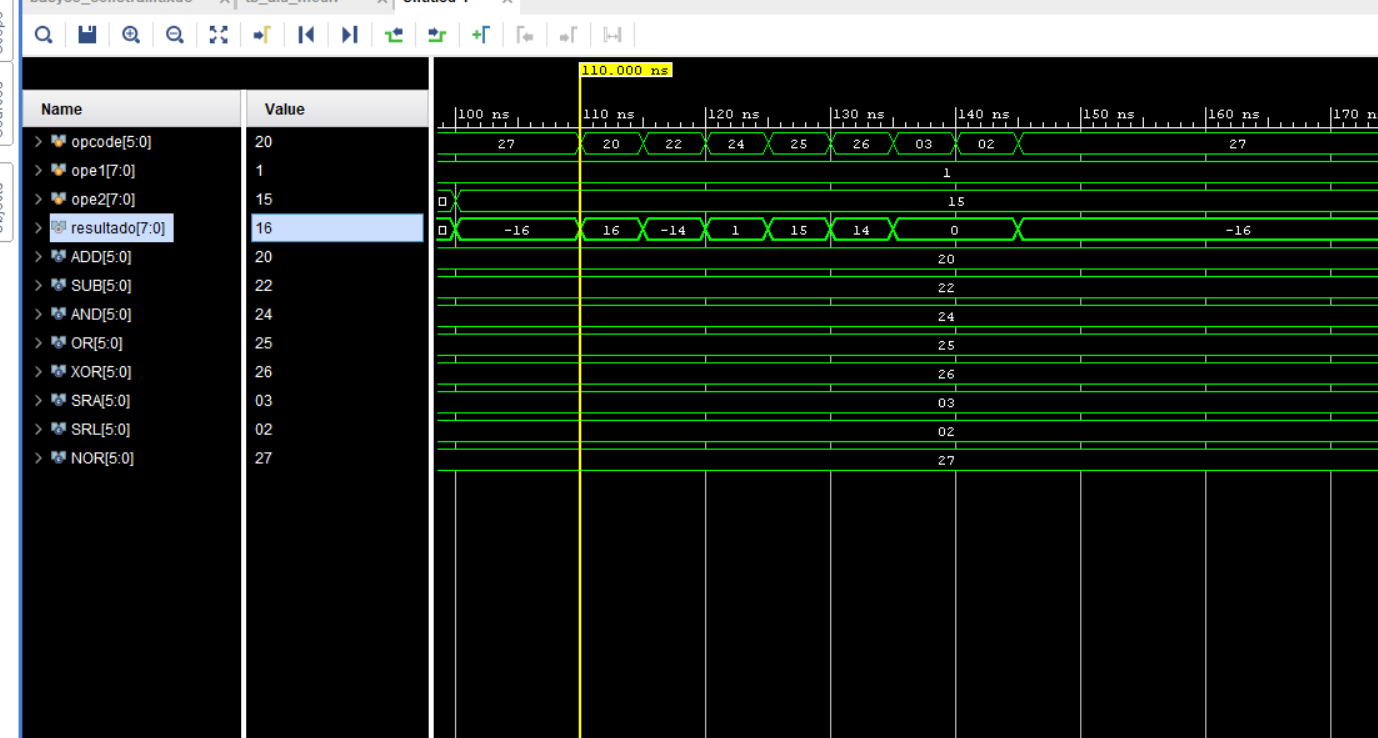 110.000 ns
Name Value
100 ns 110 ns 120 ns 130 ns 140 ns 150 ns 160 ns 170 n
opcode[5:0] 20 27 20 22 24 25 26 03 02 27
ope1[7:0] 1 1
ope2[7:0] 15 15
resultado[7:0] 16 -16 16 -14 1 15 14 0 -16
ADD[5:0] 20 20
SUB[5:0] 22 22
AND[5:0] 24 24
OR[5:0] 25 25
XOR[5:0] 26 26
SRA[5:0] 03 03
SRL[5:0] 02 02
NOR[5:0] 27 27